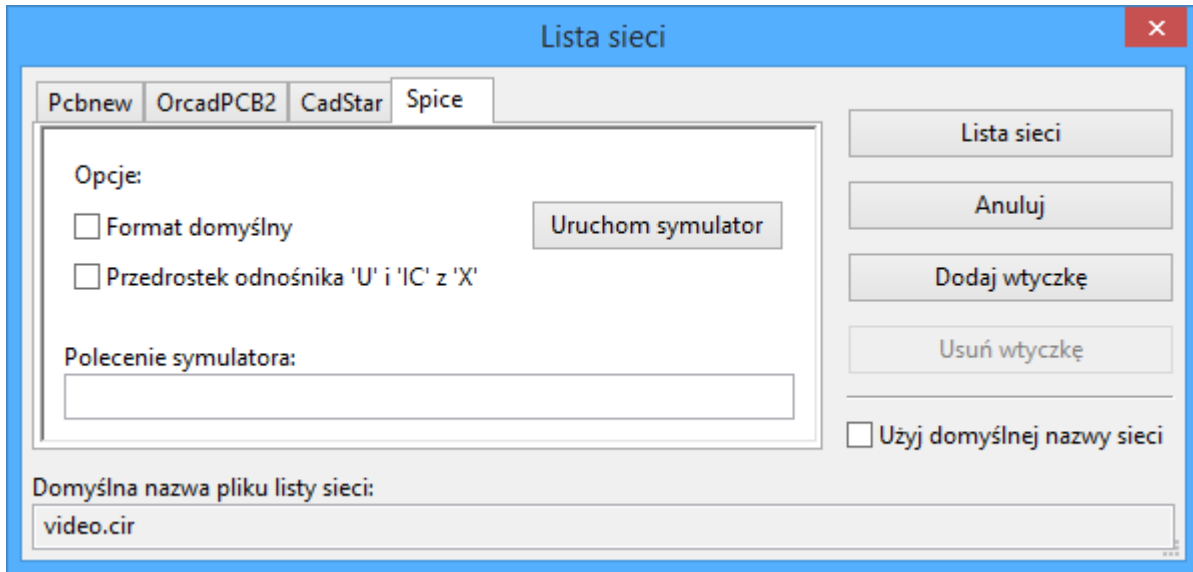 Lista sieci
Pcbnew OrcadPCB2 CadStar Spice
Opcje:
Format domyślny
Uruchom symulator
Przedrostek odnośnika 'U' i 'IC' z 'X'
Polecenie symulatora:
Lista sieci
Anuluj
Dodaj wtyczkę
Usuń wtyczkę
Użyj domyślnej nazwy sieci
Domyślna nazwa pliku listy sieci:
video.cir